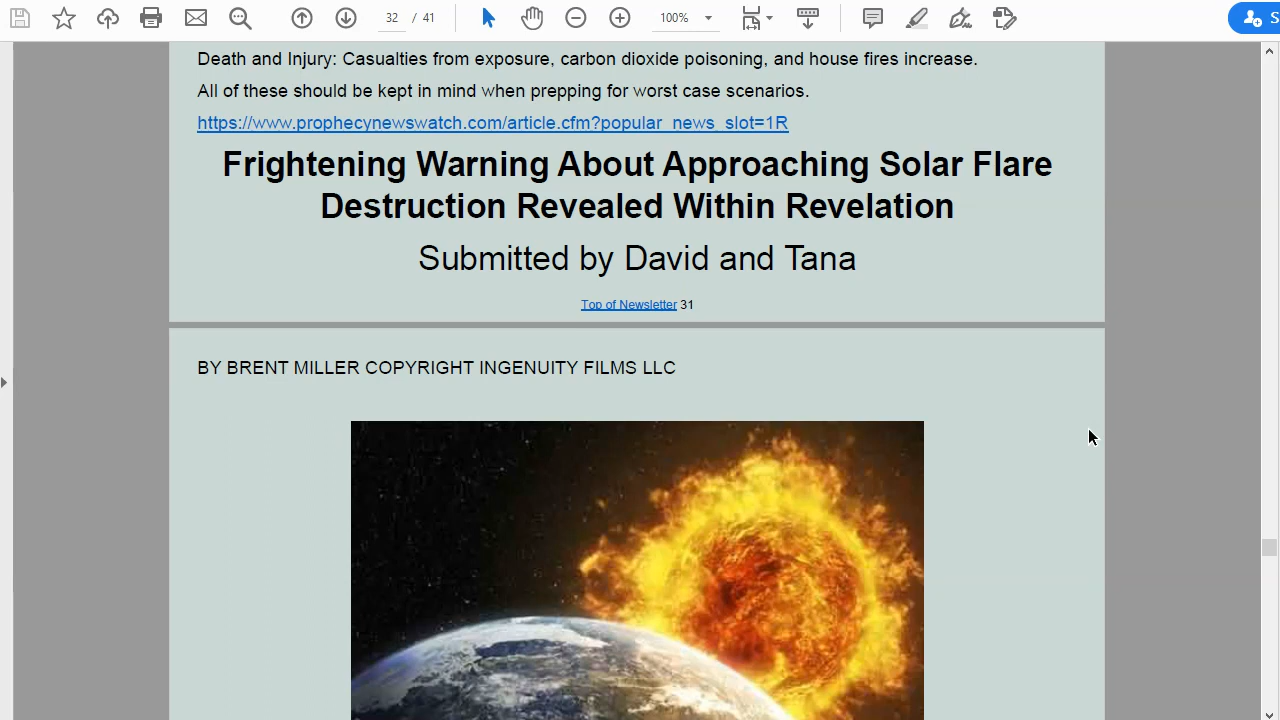 32 / 41
100%
S
Death and Injury: Casualties from exposure, carbon dioxide poisoning, and house fires increase.
All of these should be kept in mind when prepping for worst case scenarios.
https://www.prophecynewswatch.com/article.cfm?popular_news_slot=1R
Frightening Warning About Approaching Solar Flare
Destruction Revealed Within Revelation
Submitted by David and Tana
Top of Newsletter 31
BY BRENT MILLER COPYRIGHT INGENUITY FILMS LLC